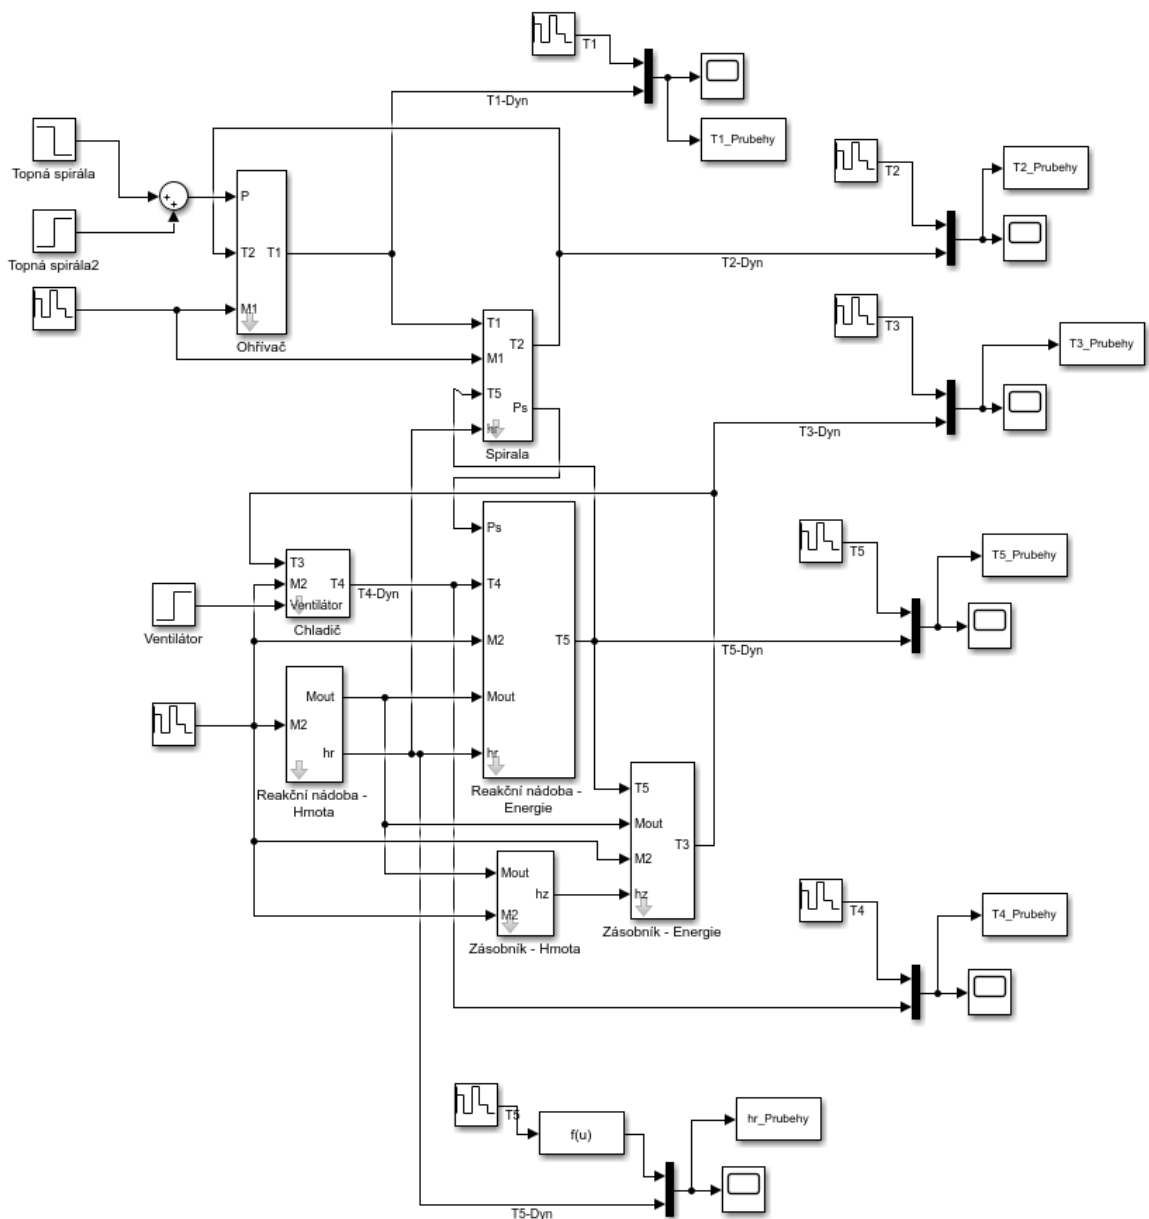 T1
T1-Dyn
T1_Prubehy
Topná spirála
T2
T2_Prubehy
P
Topná spirála2
T2 T1
T2-Dyn
M1
Ohřívač
T3
T3_Prubehy
T1
T2
M1
T5
Ps
hr
Spirala
T3-Dyn
Ps
T5
T5_Prubehy
T3
M2 T4
Ventilátor
T4-Dyn
T4
Chladič
Ventilátor
M2
T5
T5-Dyn
Mout
M2
hr
Mout
hr
Reakční nádoba -
Hmota
Reakční nádoba -
Energie
T5
Mout
T3
M2
hz
Mout
hz
M2
Zásobník - Hmota
Zásobník - Energie
T4
T4_Prubehy
T5
f(u)
hr_Prubehy
T5-Dyn